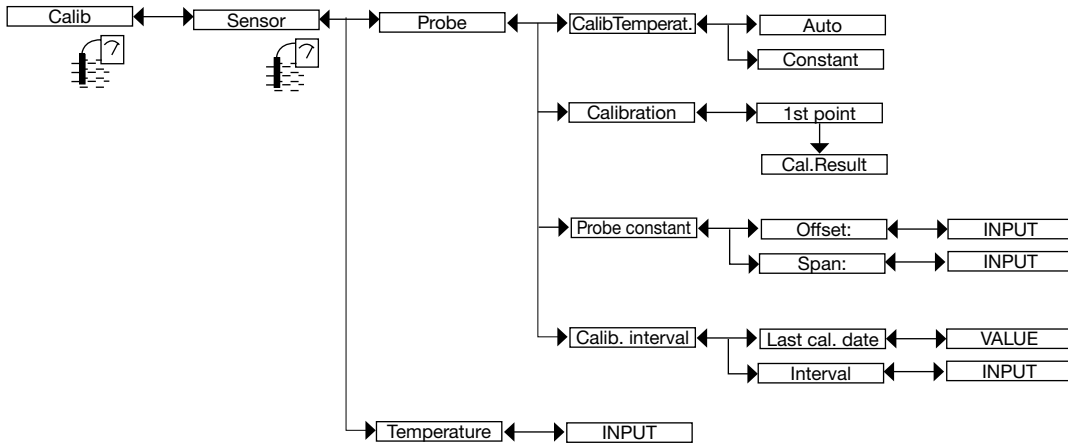 Calib
Sensor
Probe
CalibTemperat.
Auto
Constant
Calibration
1st point
Cal.Result
Probe constant
Offset:
INPUT
Span:
INPUT
Calib. interval
Last cal. date
VALUE
Interval
INPUT
Temperature
INPUT